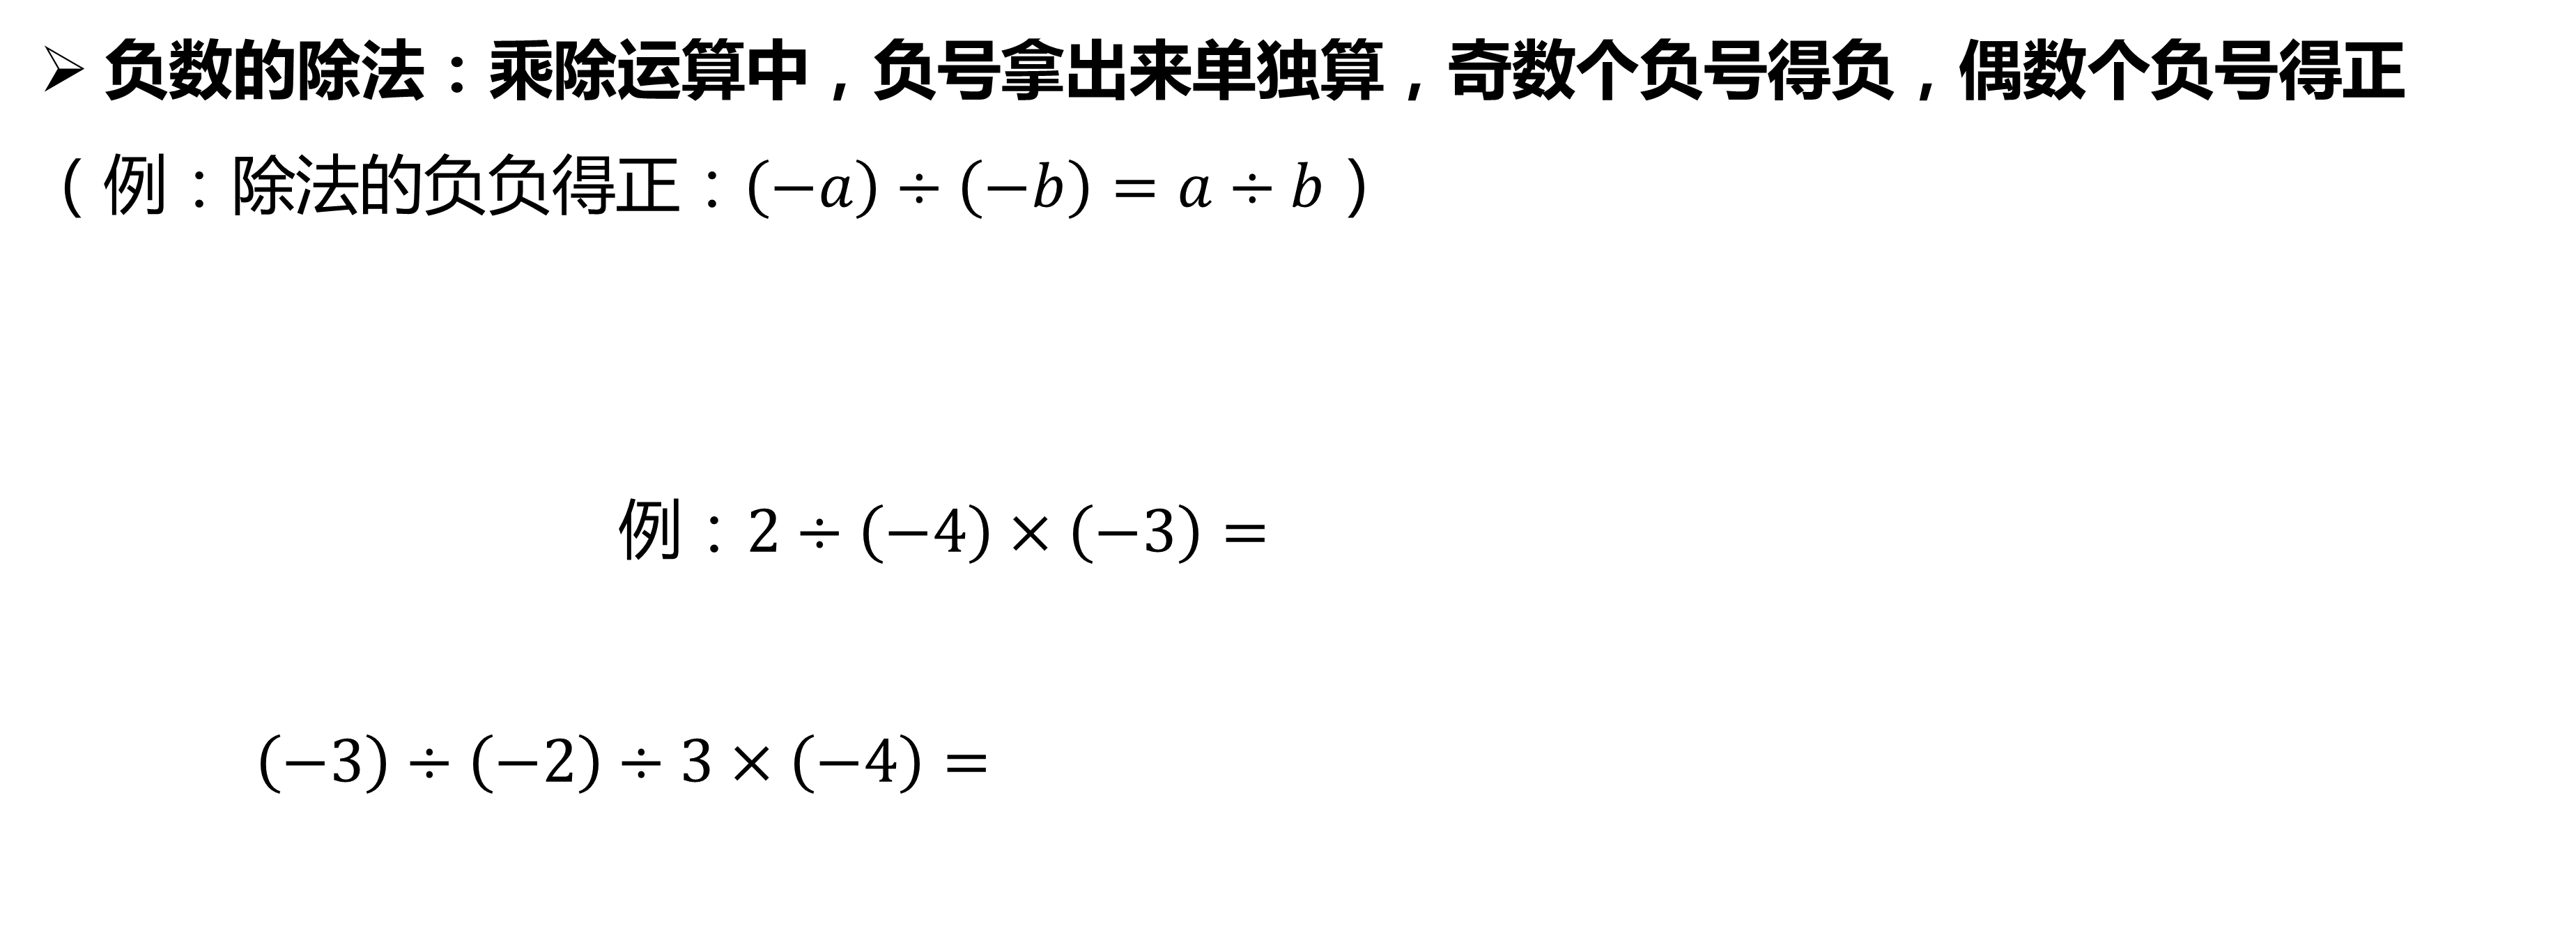 ➢ 负数的除法：乘除运算中，负号拿出来单独算，奇数个负号得负，偶数个负号得正
（例：除法的负负得正：(−a) ÷ (−b) = a ÷ b）
例：2 ÷ (−4) × (−3) =
(−3) ÷ (−2) ÷ 3 × (−4) =